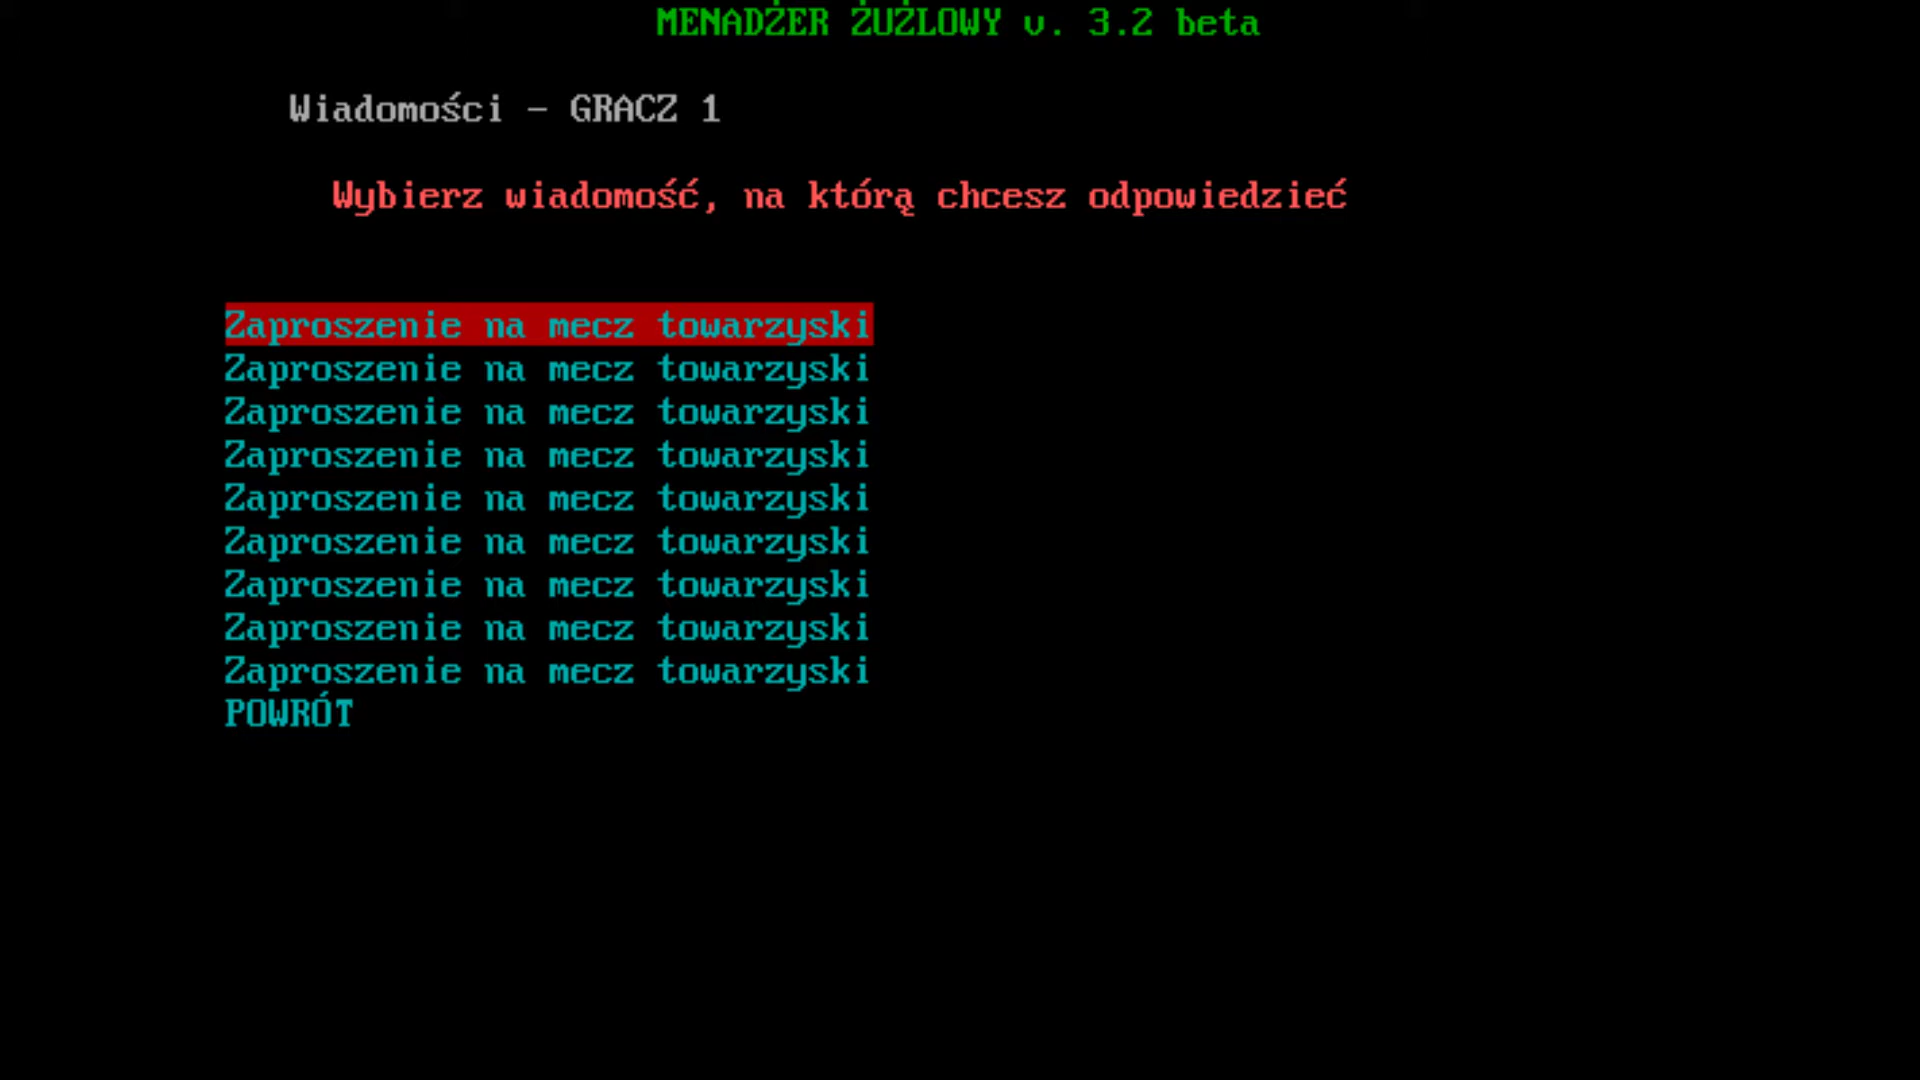 MENADŻER ŻUŻLOWY v. 3.2 beta
Wiadomości - GRACZ 1
Wybierz wiadomość, na którą chcesz odpowiedzieć
Zaproszenie na mecz towarzyski
Zaproszenie na mecz towarzyski
Zaproszenie na mecz towarzyski
Zaproszenie na mecz towarzyski
Zaproszenie na mecz towarzyski
Zaproszenie na mecz towarzyski
Zaproszenie na mecz towarzyski
Zaproszenie na mecz towarzyski
Zaproszenie na mecz towarzyski
POWRÓT